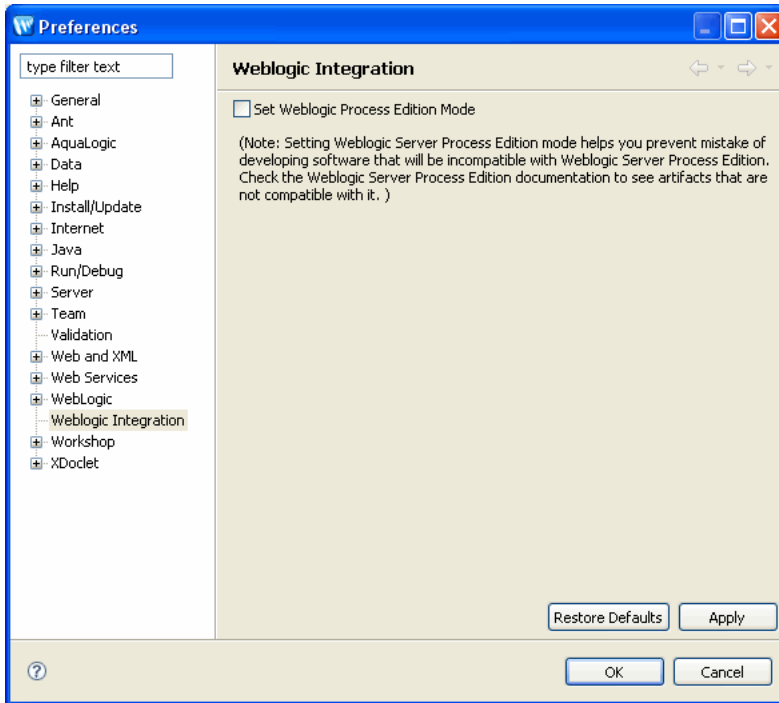 Preferences
type filter text
General
Ant
AquaLogic
Data
Help
Install/Update
Internet
Java
Run/Debug
Server
Team
Validation
Web and XML
Web Services
WebLogic
Weblogic Integration
Workshop
XDoclet
Weblogic Integration
Set Weblogic Process Edition Mode
(Note: Setting Weblogic Server Process Edition mode helps you prevent mistake of
developing software that will be incompatible with Weblogic Server Process Edition.
Check the Weblogic Server Process Edition documentation to see artifacts that are
not compatible with it. )
Restore Defaults
Apply
?
OK
Cancel